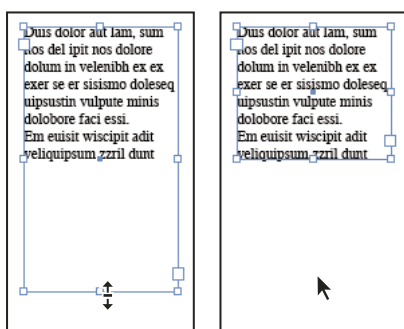 Duis dolor aut lam, sum
nos del ipit nos dolore
dolum in velenibh ex ex
exer se er sisismo doleseq
uipsustin vulpute minis
dolobore faci essi.
Em euisit wiscipit adit
veliquipsum zzril dunt
Duis dolor aut lam, sum
nos del ipit nos dolore
dolum in velenibh ex ex
exer se er sisismo doleseq
uipsustin vulpute minis
dolobore faci essi.
Em euisit wiscipit adit
veliquipsum zzril dunt